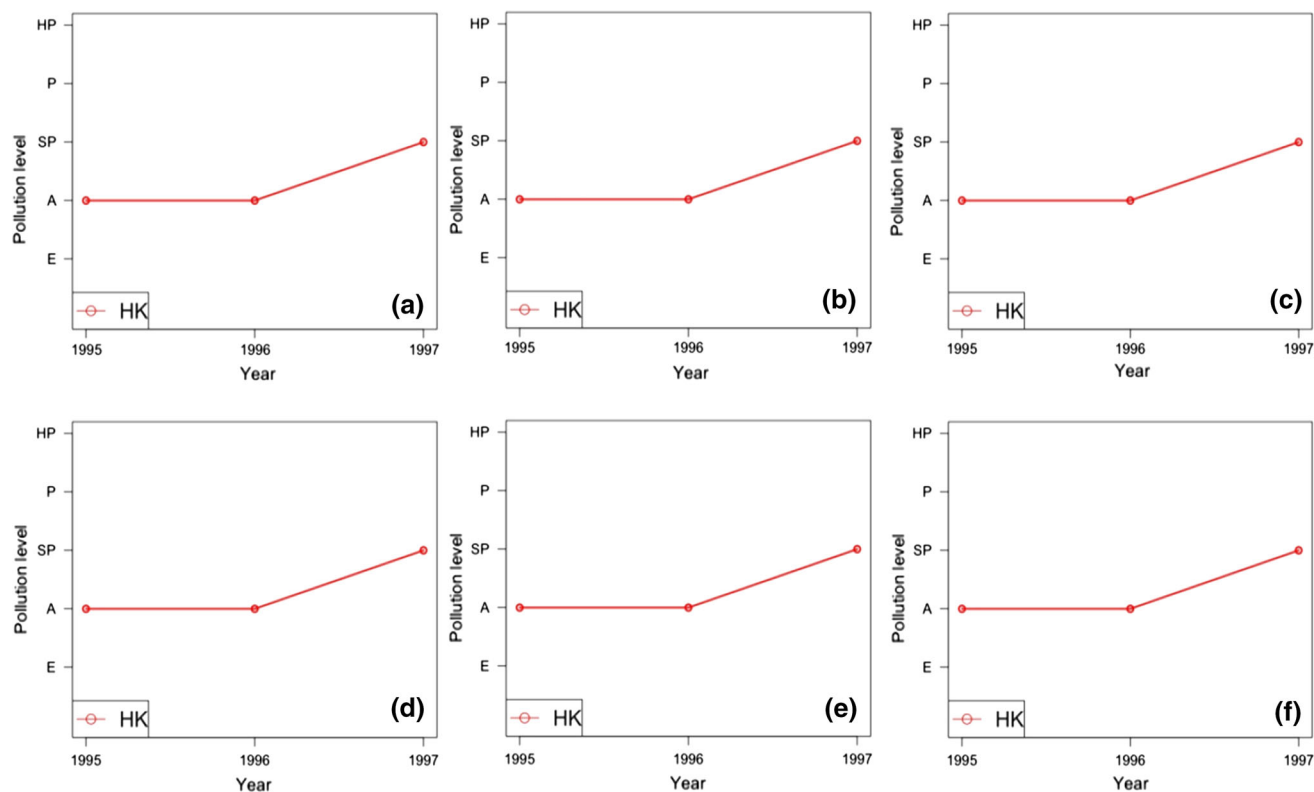 HP
P
SP
A
E
Pollution level
HK
(a)
1995 1996 1997
Year
HP
P
SP
A
E
Pollution level
HK
(b)
1995 1996 1997
Year
HP
P
SP
A
E
Pollution level
HK
(c)
1995 1996 1997
Year
HP
P
SP
A
E
Pollution level
HK
(d)
1995 1996 1997
Year
HP
P
SP
A
E
Pollution level
HK
(e)
1995 1996 1997
Year
HP
P
SP
A
E
Pollution level
HK
(f)
1995 1996 1997
Year